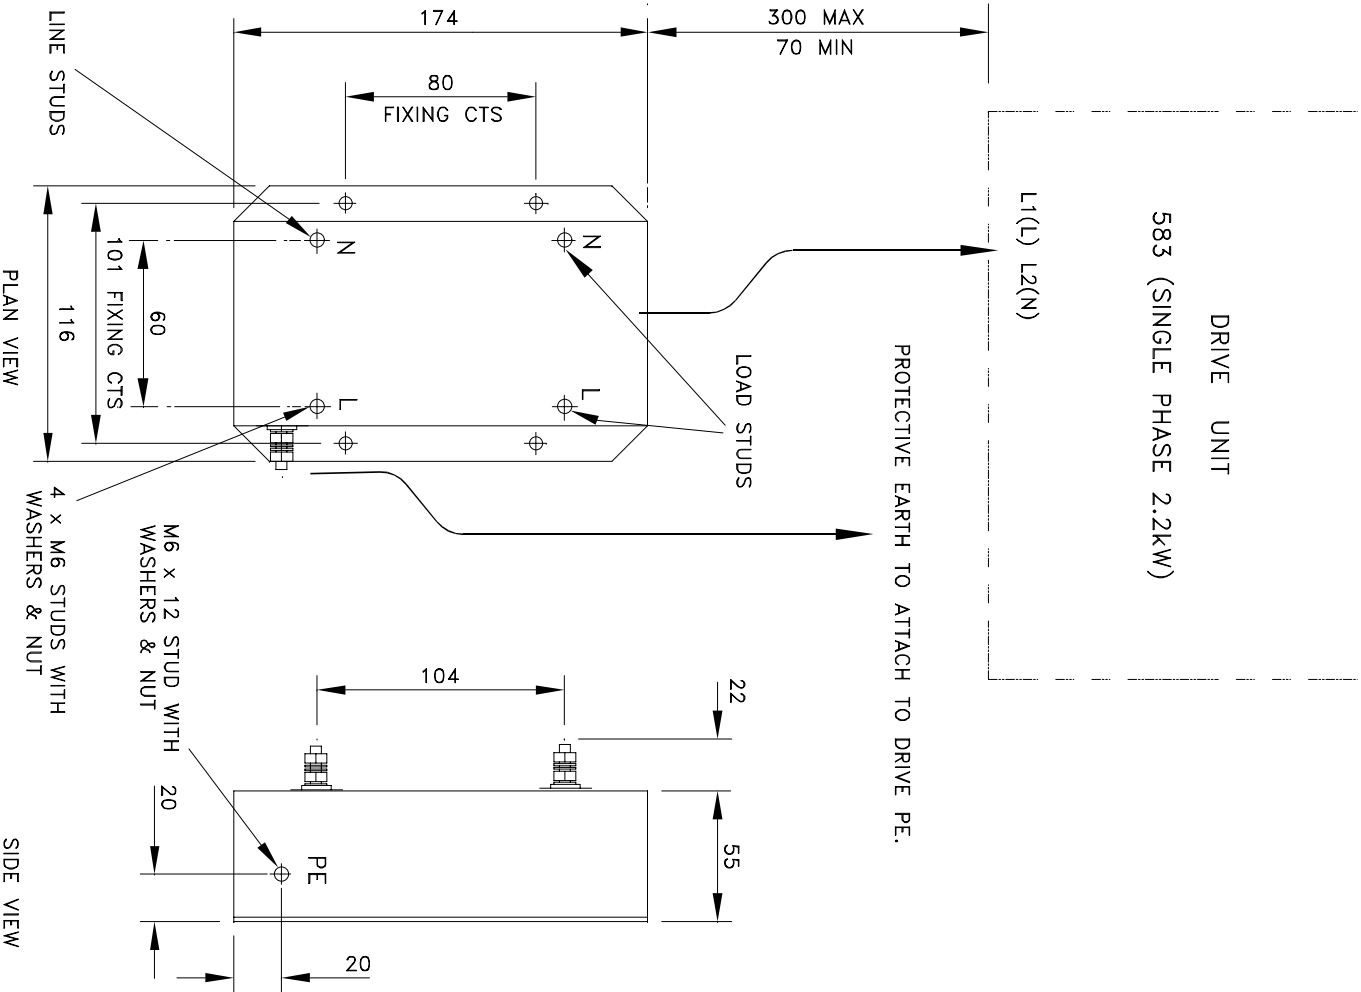 DRIVE UNIT
583 (SINGLE PHASE 2.2kW)
L1(L) L2(N)
300 MAX
70 MIN
174
80
FIXING CTS
LINE STUDS
N
N
L
L
LOAD STUDS
PROTECTIVE EARTH TO ATTACH TO DRIVE PE.
60
101 FIXING CTS
116
PLAN VIEW
4 x M6 STUDS WITH
WASHERS & NUT
M6 x 12 STUD WITH
WASHERS & NUT
104
22
55
PE
20
20
SIDE VIEW